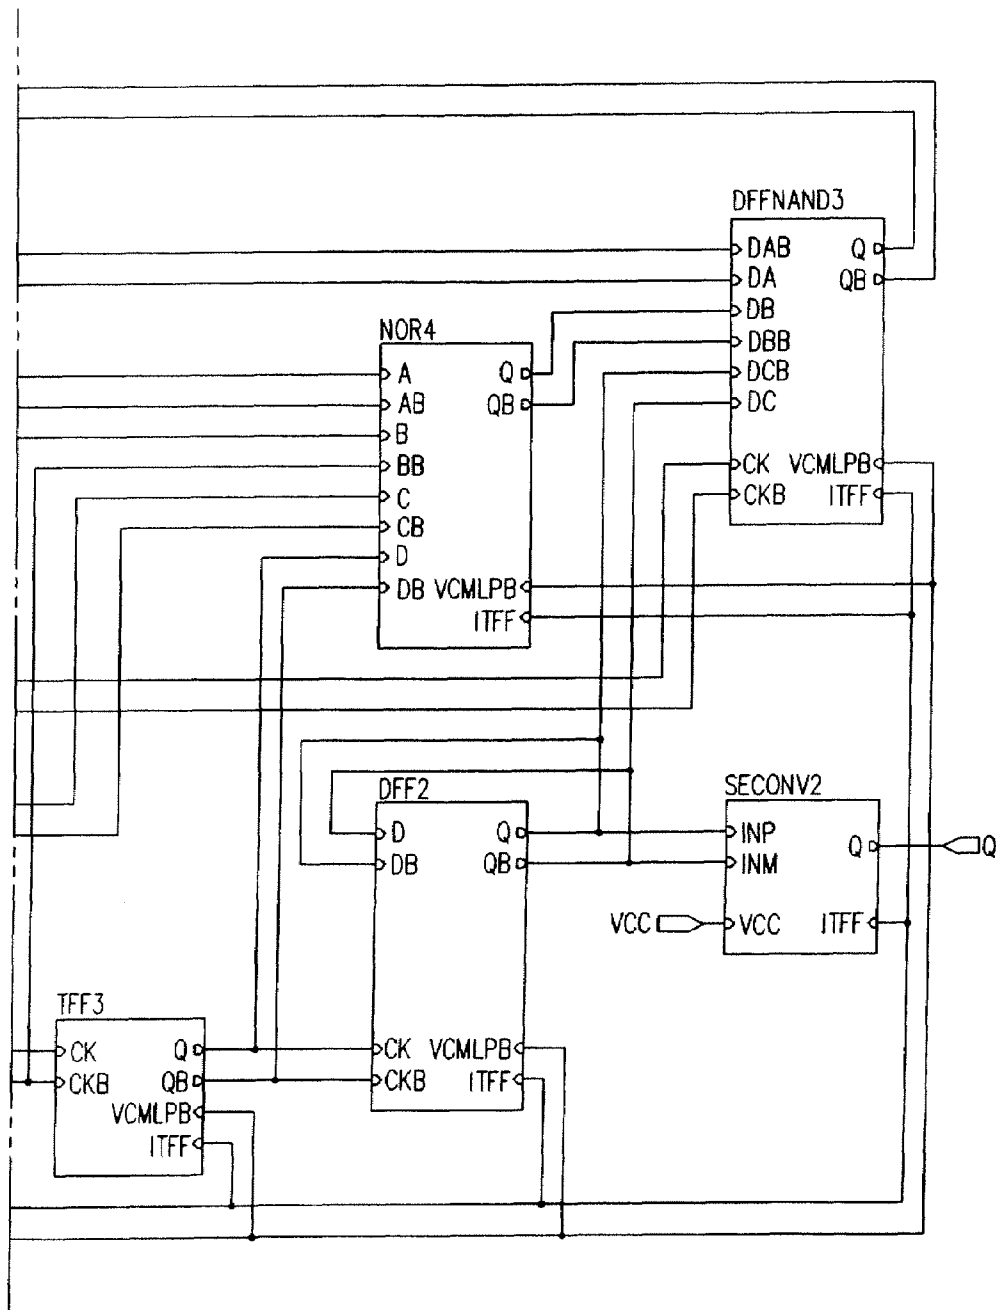 DFFNAND3
DAB Q
DA QB
DB
DBB
DCB
DC
CK VCMLPB
CKB ITFF
NOR4
A Q
AB QB
B
BB
C
CB
D
DB VCMLPB
ITFF
DFF2
D Q
DB QB
CK VCMLPB
CKB ITFF
SECONV2
INP Q Q
INM
VCC VCC ITFF
TFF3
CK Q
CKB QB
VCMLPB
ITFF